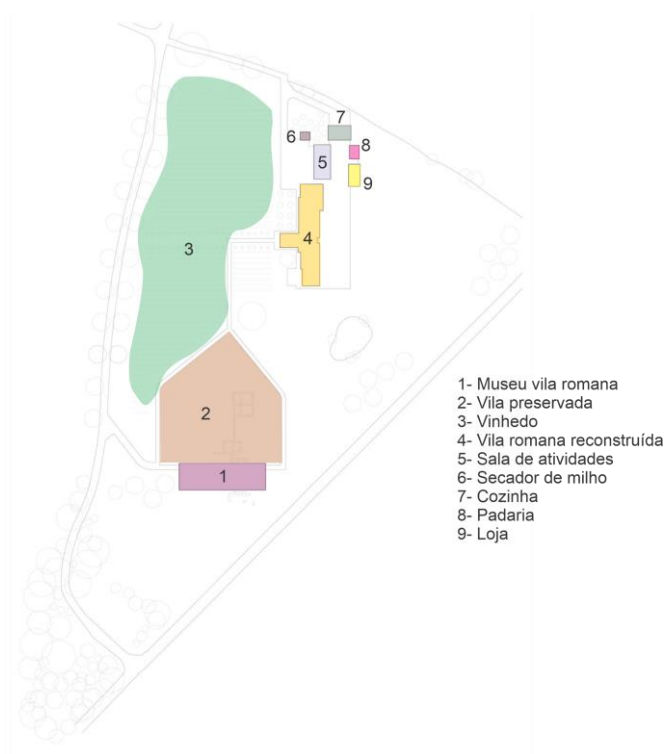 7
6
8
5
9
4
3
2
1
1- Museu vila romana
2- Vila preservada
3- Vinhedo
4- Vila romana reconstruída
5- Sala de atividades
6- Secador de milho
7- Cozinha
8- Padaria
9- Loja